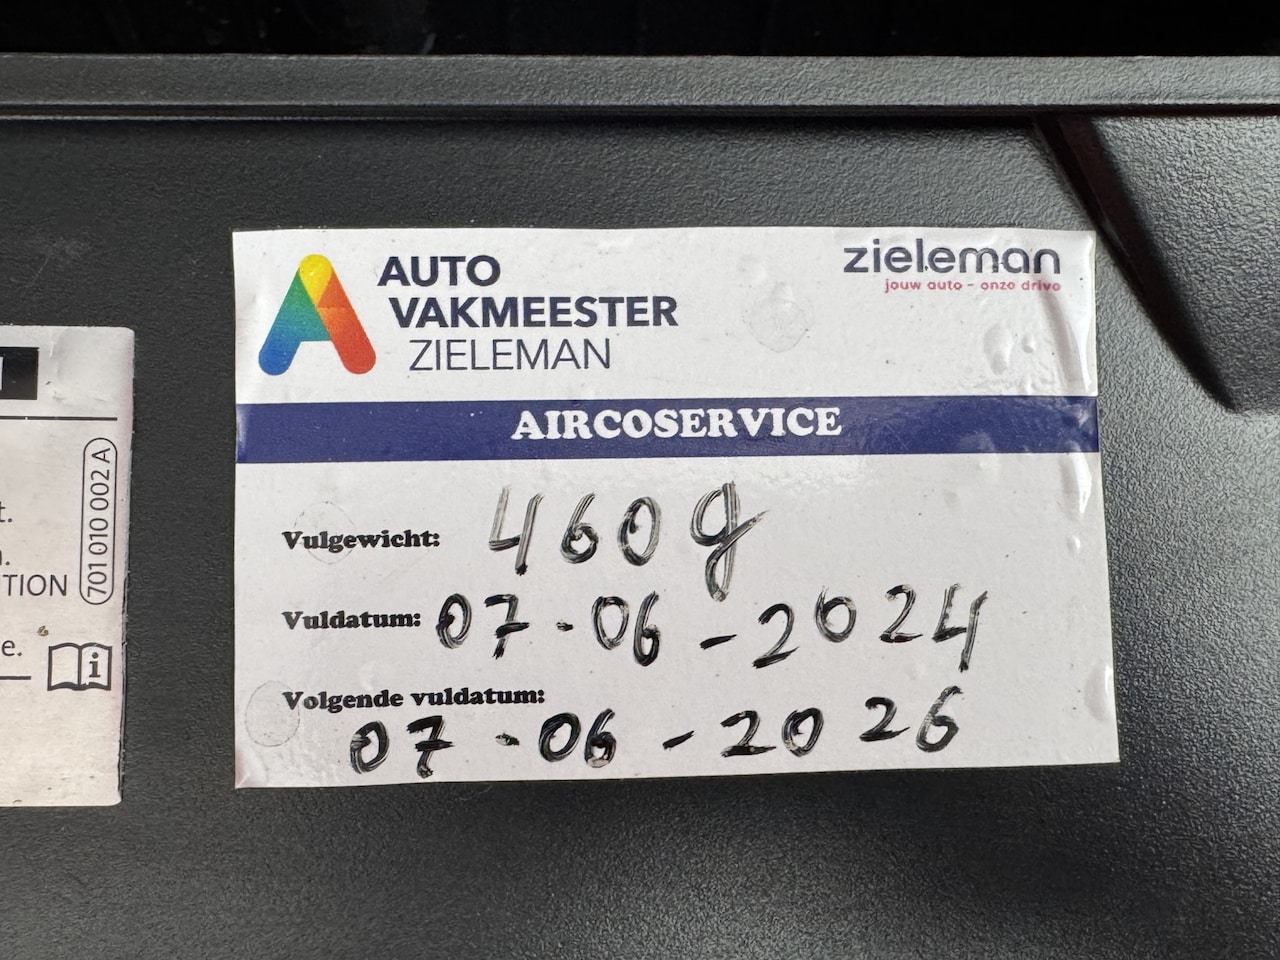 AUTO
VAKMEESTER
ZIELEMAN
zieleman
jouw auto - onze drive
AIRCOSERVICE
Vulgewicht: 460g
Vuldatum: 07-06-2024
Volgende vuldatum:
07-06-2026
t.
TION
701 010 002 A
e.
i